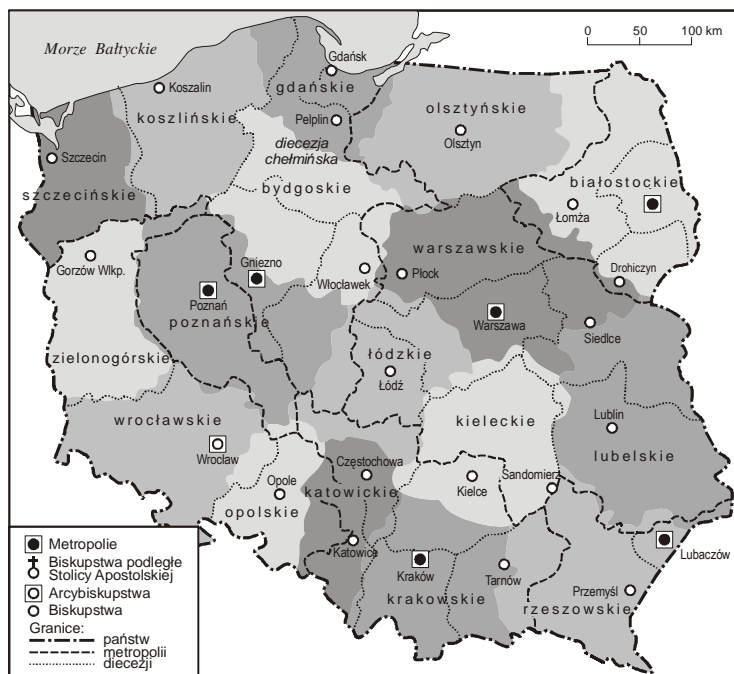 Morze Bałtyckie
0 50 100 km
Gdańsk
gdańskie
Koszalin
koszlińskie
Pelplin
olsztyńskie
Olsztyn
diecezja
chełmińska
Szczecin
szczecińskie
bydgoskie
białostockie
Łomża
warszawskie
Gorzów Wlkp.
Gniezno
Włocławek
Płock
Drohiczyn
Poznań
poznańskie
Warszawa
Siedlce
zielonogórskie
łódzkie
Łódź
wrocławskie
kieleckie
Lublin
lubelskie
Wrocław
Częstochowa
Opole
katowickie
Kielce
Sandomierz
opolskie
Katowice
Kraków
Tarnów
Lubaczów
krakowskie
Przemyśl
rzeszowskie
Metropolie
Biskupstwa podległe
Stolicy Apostolskiej
Arcybiskupstwa
Biskupstwa
Granice:
państw
metropolii
diecezji